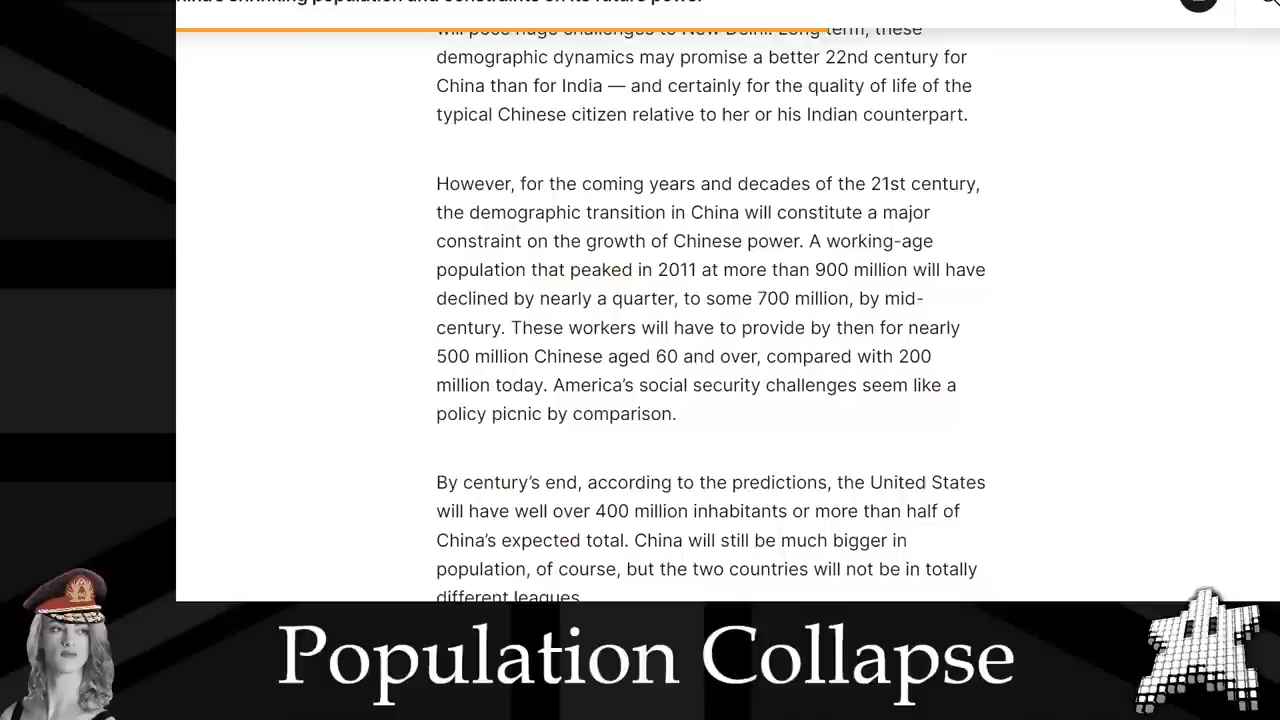 China's shrinking population and constraints on its future power
will pose huge challenges to New Delhi. Long term, these
demographic dynamics may promise a better 22nd century for
China than for India — and certainly for the quality of life of the
typical Chinese citizen relative to her or his Indian counterpart.
However, for the coming years and decades of the 21st century,
the demographic transition in China will constitute a major
constraint on the growth of Chinese power. A working-age
population that peaked in 2011 at more than 900 million will have
declined by nearly a quarter, to some 700 million, by mid-
century. These workers will have to provide by then for nearly
500 million Chinese aged 60 and over, compared with 200
million today. America’s social security challenges seem like a
policy picnic by comparison.
By century’s end, according to the predictions, the United States
will have well over 400 million inhabitants or more than half of
China’s expected total. China will still be much bigger in
population, of course, but the two countries will not be in totally
different leagues
Population Collapse